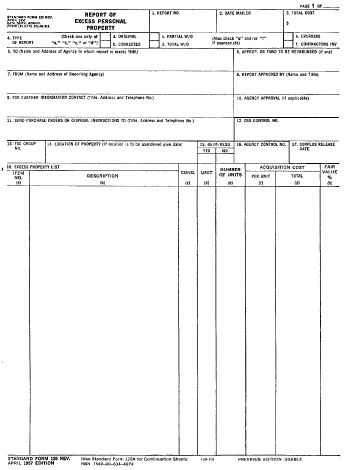 PAGE 1 OF
STANDARD FORM 120 REV.
REPORT OF
EXCESS PERSONAL
PROPERTY
1. REPORT NO.
2. DATE MAILED
3. TOTAL COST
$
4. TYPE
OF REPORT
(Check one only of
"a," "b," "c," or "d")
a. ORIGINAL
b. CORRECTED
c. PARTIAL W/D
d. TOTAL W/D
(Also check "e" and/or "f"
if appropriate)
e. OVERSEAS
f. CONTRACTORS INV
5. TO (Name and Address of Agency to which report is made) THRU
6. APPROP. OR FUND TO BE REIMBURSED (if any)
7. FROM (Name and Address of Reporting Agency)
8. REPORT APPROVED BY (Name and Title)
9. FOR FURTHER INFORMATION CONTACT (Title, Address and Telephone No.)
10. AGENCY APPROVAL (if applicable)
11. SEND PURCHASE ORDERS OR DISPOSAL INSTRUCTIONS TO (Title, Address and Telephone No.)
12. GSA CONTROL NO.
13. FSC GROUP
NO.
14. LOCATION OF PROPERTY (If location is to be abandoned give date)
15. REIM REQD
YES
NO
16. AGENCY CONTROL NO.
17. SURPLUS RELEASE
DATE
18. EXCESS PROPERTY LIST
ITEM
NO.
(a)
DESCRIPTION
(b)
COND.
(c)
UNIT
(d)
NUMBER
OF UNITS
(e)
ACQUISITION COST
PER UNIT
(f)
TOTAL
(g)
FAIR
VALUE
%
(h)
STANDARD FORM 120 REV.
APRIL 1957 EDITION
(Use Standard Form 120A for Continuation Sheets)
NSN 7540-00-634-4074
PREVIOUS EDITION USABLE